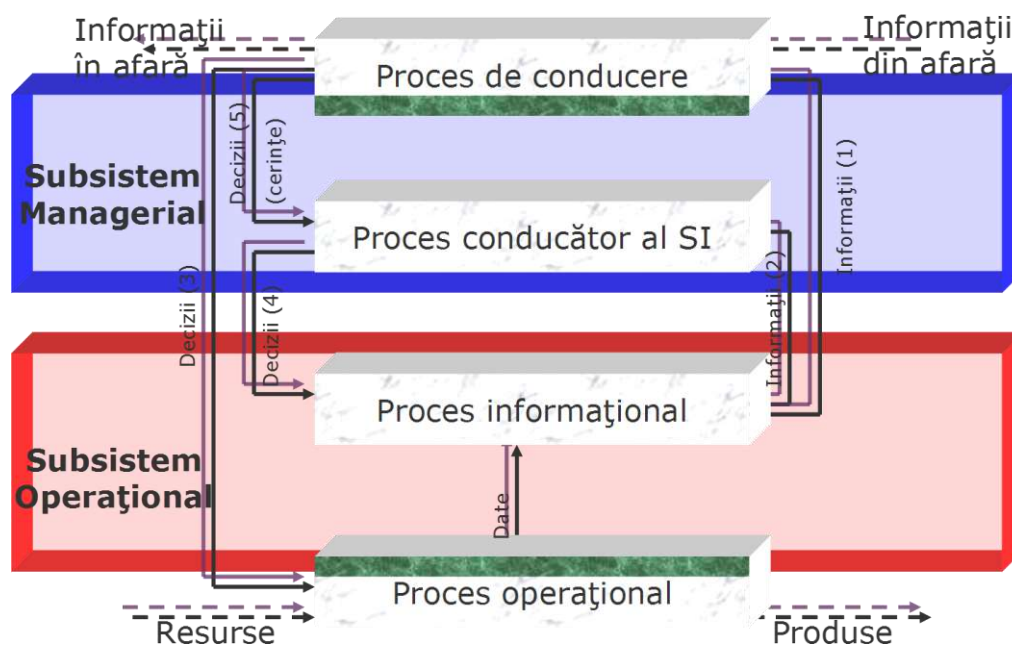 Informaţii
în afară
Informaţii
din afară
Proces de conducere
Decizii (5)
(cerinţe)
Informaţii (1)
Subsistem
Managerial
Proces conducător al SI
Decizii (3)
Decizii (4)
Informaţii (2)
Proces informaţional
Subsistem
Operaţional
Date
Proces operaţional
Resurse
Produse